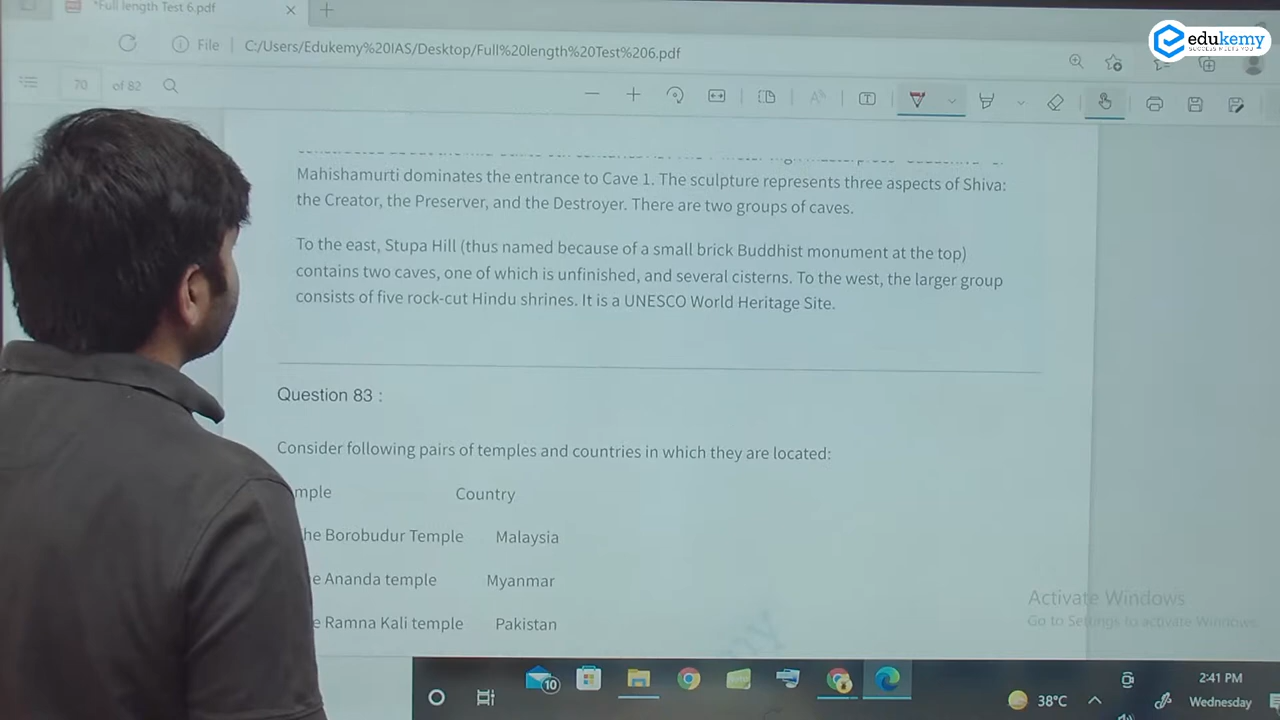 *Full length Test 6.pdf
edukemy
SUCCESS MEETS YOU
File C:/Users/Edukemy%20IAS/Desktop/Full%20length%20Test%206.pdf
70 of 82
Mahishamurti dominates the entrance to Cave 1. The sculpture represents three aspects of Shiva:
the Creator, the Preserver, and the Destroyer. There are two groups of caves.
To the east, Stupa Hill (thus named because of a small brick Buddhist monument at the top)
contains two caves, one of which is unfinished, and several cisterns. To the west, the larger group
consists of five rock-cut Hindu shrines. It is a UNESCO World Heritage Site.
Question 83 :
Consider following pairs of temples and countries in which they are located:
mple Country
he Borobudur Temple Malaysia
e Ananda temple Myanmar
e Ramna Kali temple Pakistan
Activate Windows
Go to Settings to activate Windows.
10
38°C
2:41 PM
Wednesday